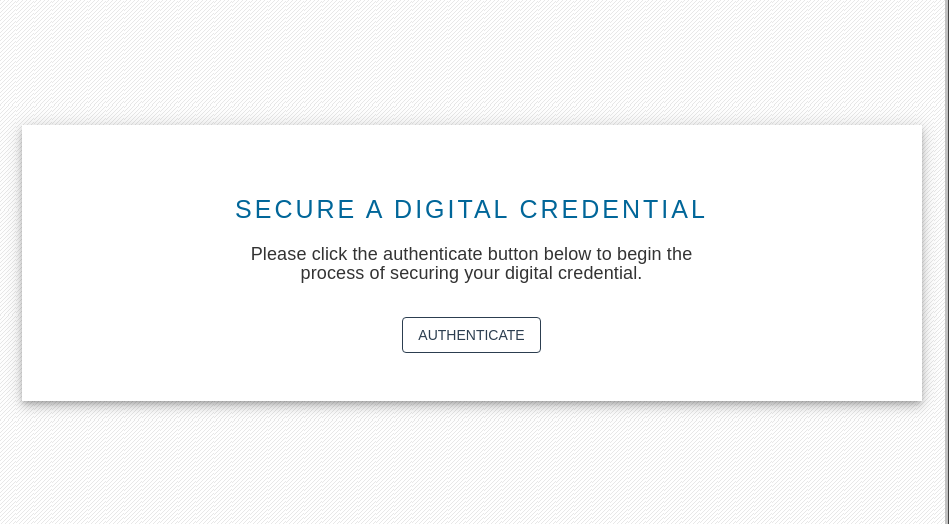 SECURE A DIGITAL CREDENTIAL
Please click the authenticate button below to begin the
process of securing your digital credential.
AUTHENTICATE